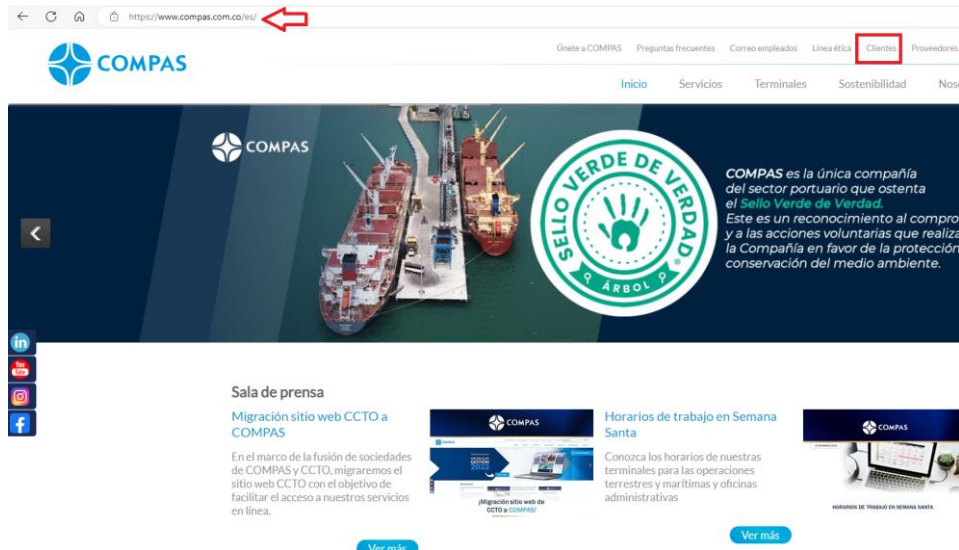 https://www.compas.com.co/es/
COMPAS
Únete a COMPAS Preguntas frecuentes Correo empleados Línea ética Clientes Proveedores
Inicio Servicios Terminales Sostenibilidad
COMPAS
SELLO VERDE DE VERDAD
ÁRBOL
COMPAS es la única compañía
del sector portuario que ostenta
el Sello Verde de Verdad.
Este es un reconocimiento al compro
y a las acciones voluntarias que realiza
la Compañía en favor de la protección
conservación del medio ambiente.
in
You
Tube
f
Sala de prensa
Migración sitio web CCTO a
COMPAS
En el marco de la fusión de sociedades
de COMPAS y CCTO, migraremos el
sitio web CCTO con el objetivo de
facilitar el acceso a nuestros servicios
en línea.
Ver más
COMPAS
GESTIÓN
2022
¡Migración sitio web de
CCTO a COMPAS!
Horarios de trabajo en Semana
Santa
Conozca los horarios de nuestras
terminales para las operaciones
terrestres y marítimas y oficinas
administrativas
Ver más
COMPAS
HORARIOS DE TRABAJO EN SEMANA SANTA